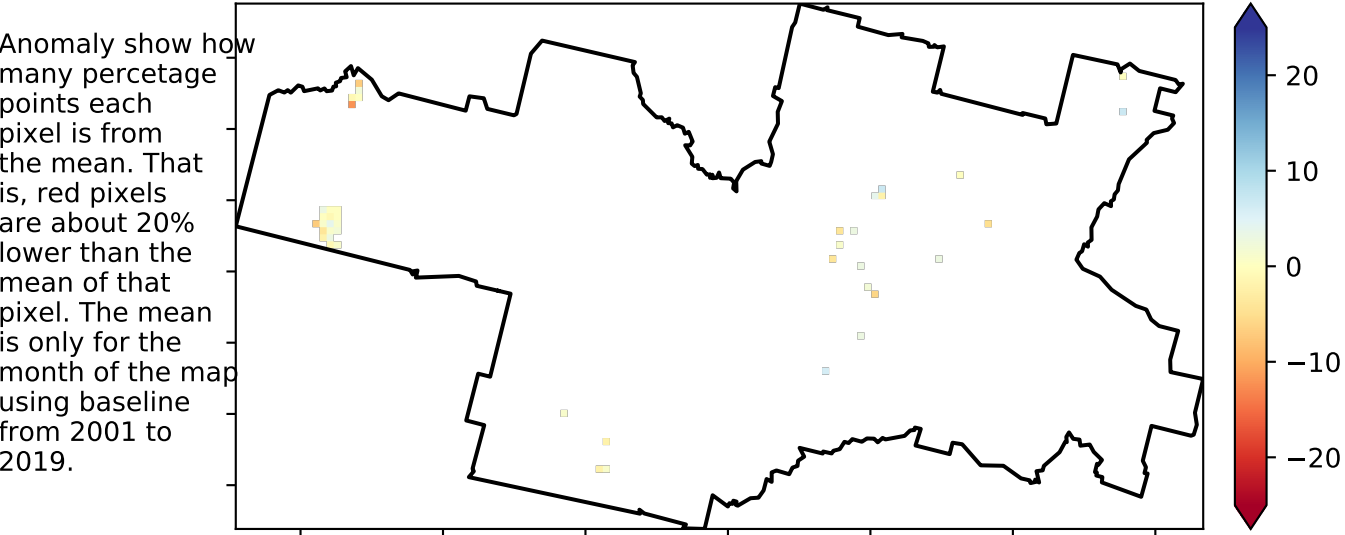 Anomaly show how
many percetage
points each
pixel is from
the mean. That
is, red pixels
are about 20%
lower than the
mean of that
pixel. The mean
is only for the
month of the map
using baseline
from 2001 to
2019.
20
10
0
−10
−20